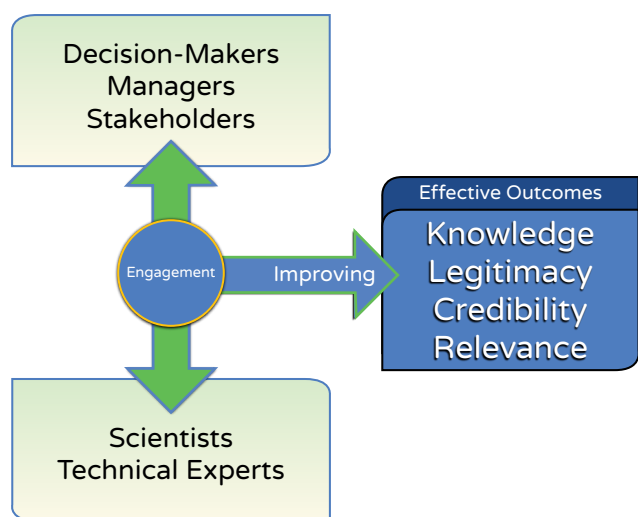 Decision-Makers
Managers
Stakeholders
Engagement
Improving
Effective Outcomes
Knowledge
Legitimacy
Credibility
Relevance
Scientists
Technical Experts